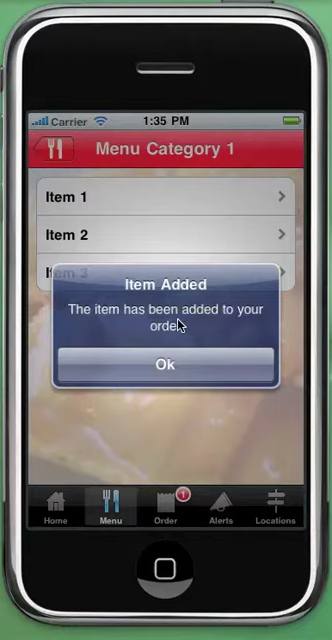 Carrier 1:35 PM
Menu Category 1
Item 1
Item 2
Item 3
Item Added
The item has been added to your
order
Ok
1
Home Menu Order Alerts Locations